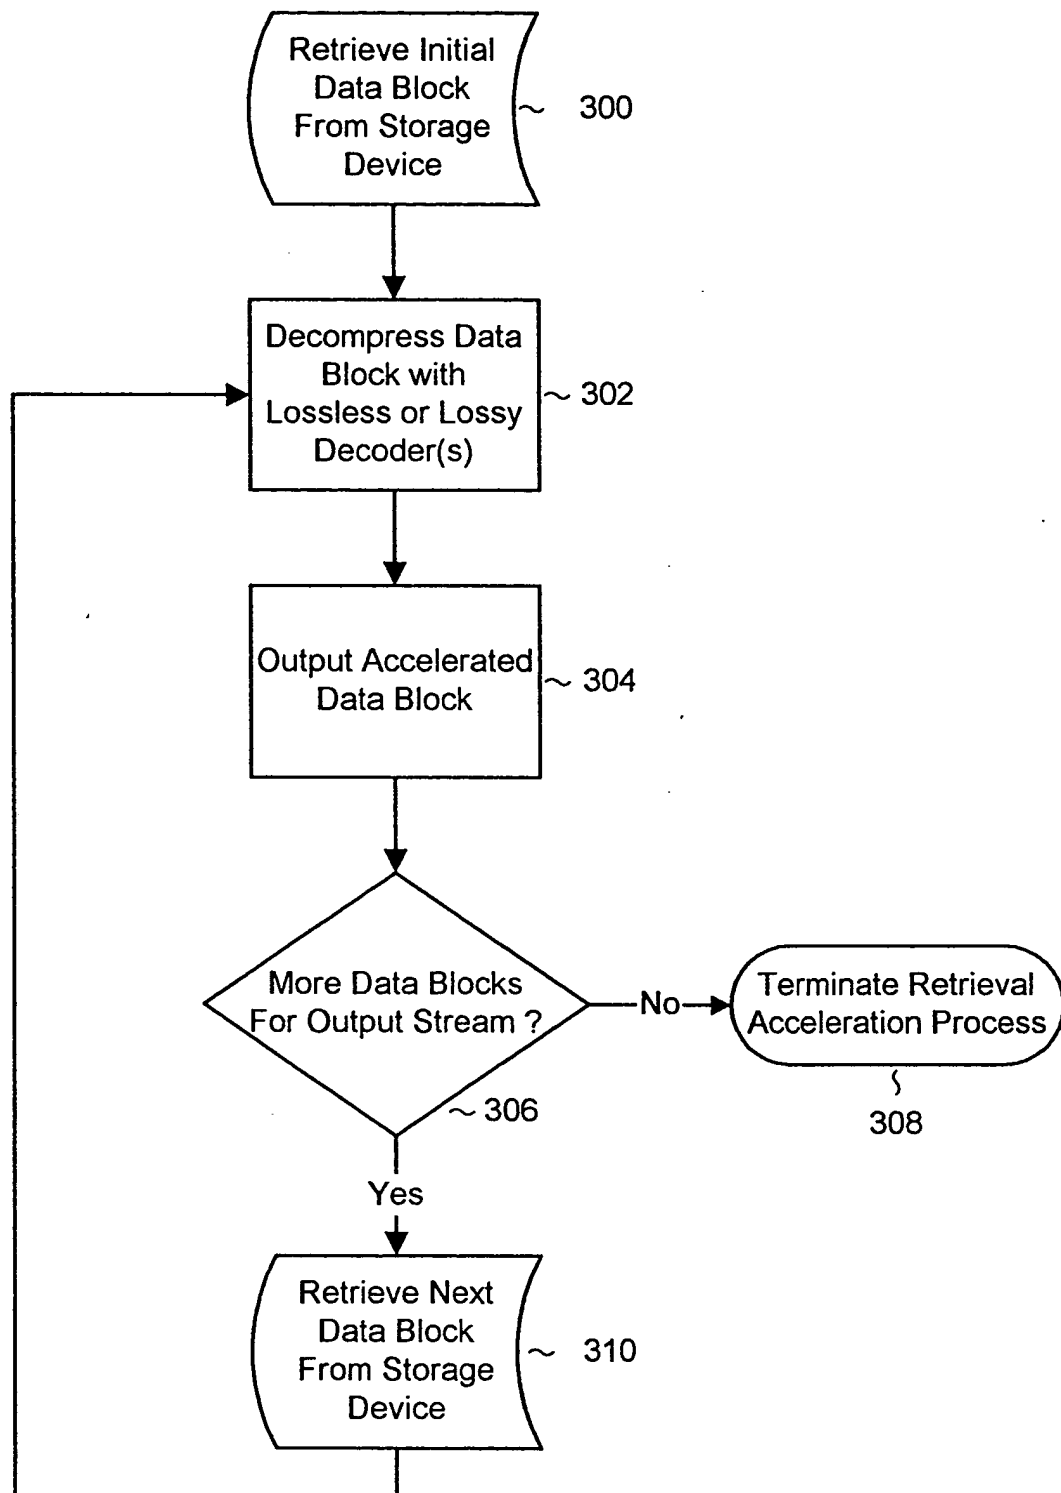 Retrieve Initial
Data Block
From Storage
Device
300
Decompress Data
Block with
Lossless or Lossy
Decoder(s)
302
Output Accelerated
Data Block
304
More Data Blocks
For Output Stream ?
306
No
Terminate Retrieval
Acceleration Process
308
Yes
Retrieve Next
Data Block
From Storage
Device
310